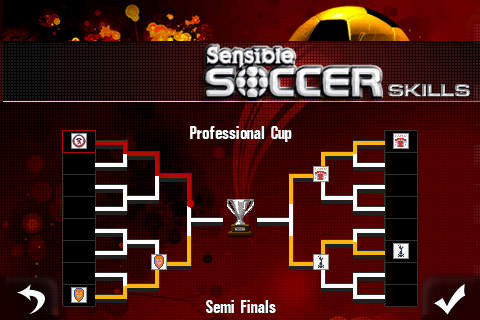 Sensible
SOCCER
SKILLS
Professional Cup
Semi Finals